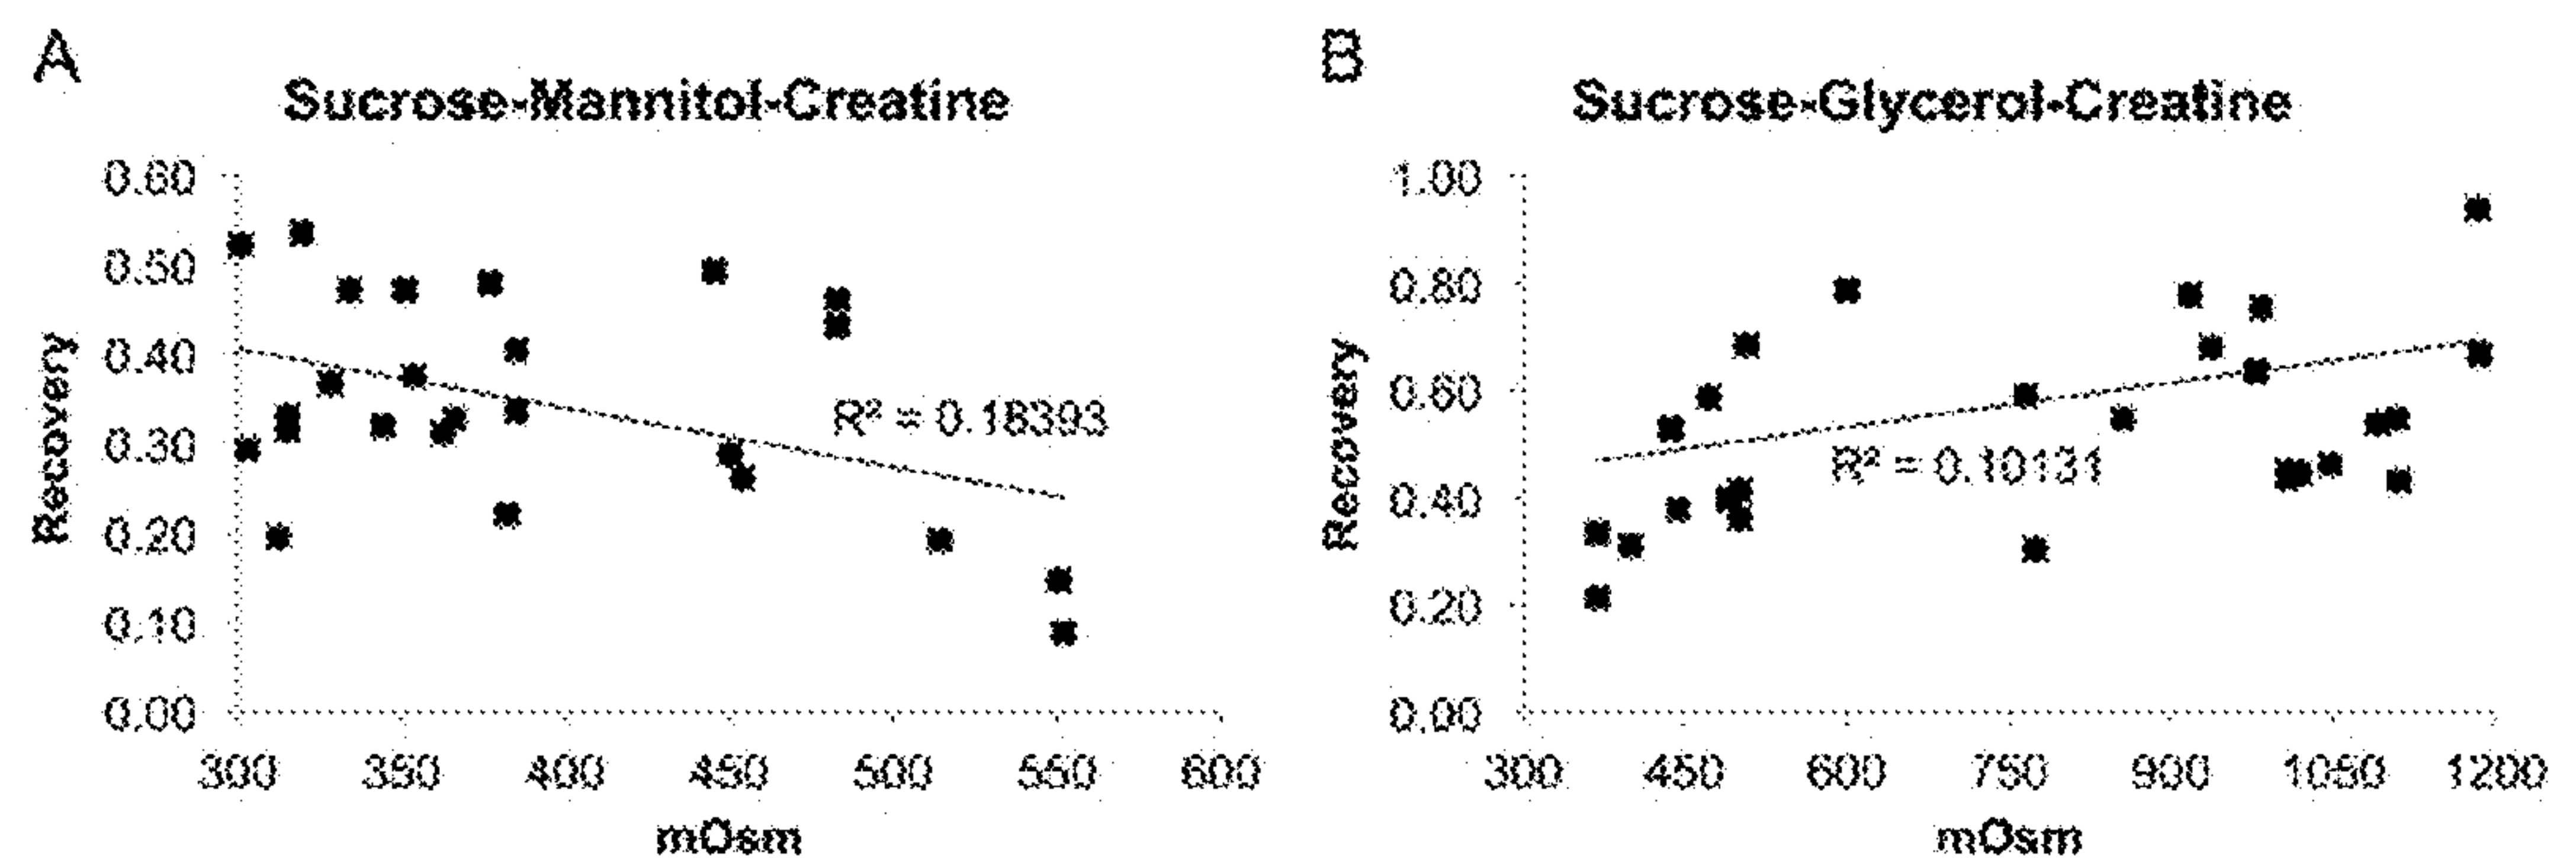 A
Sucrose-Mannitol-Creatine
0.60
0.50
0.40
0.30
0.20
0.10
0.00
Recovery
R² = 0.18393
300 350 400 450 500 550 600
mOsm
B
Sucrose-Glycerol-Creatine
1.00
0.80
0.60
0.40
0.20
0.00
Recovery
R² = 0.10131
300 450 600 750 900 1050 1200
mOsm